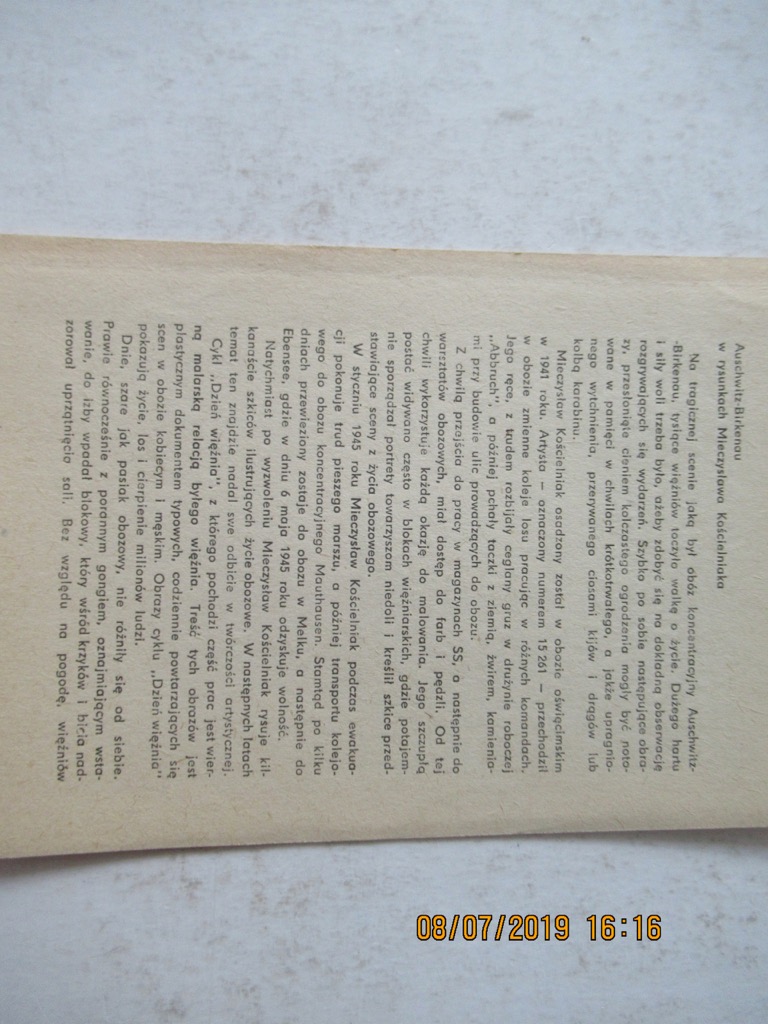 Auschwitz-Birkenau
w rysunkach Mieczysława Kościelniaka
Na tragicznej scenie jaką był obóz koncentracyjny Auschwitz-
-Birkenau, tysiące więźniów toczyło walkę o życie. Dużego hartu
i siły woli trzeba było, ażeby zdobyć się na dokładną obserwację
rozgrywających się wydarzeń. Szybko po sobie następujące obra-
zy, przesłonięte cieniem kolczastego ogrodzenia mogły być noto-
wane w pamięci w chwilach krótkotrwałego, a jakże upragnio-
nego wytchnienia, przerywanego ciosami kijów i drągów lub
kolbą karabinu.
Mieczysław Kościelniak osadzony został w obozie oświęcimskim
w 1941 roku. Artysta — oznaczony numerem 15 261 — przechodził
w obozie zmienne koleje losu pracując w różnych komandach.
Jego ręce, z trudem rozbijały ceglany gruz w drużynie roboczej
„Abbruch", a później pchały taczki z ziemią, żwirem, kamienia-
mi przy budowie ulic prowadzących do obozu.
Z chwilą przejścia do pracy w magazynach SS, a następnie do
warsztatów obozowych, miał dostęp do farb i pędzli. Od tej
chwili wykorzystuje każdą okazję do malowania. Jego szczupłą
postać widywano często w blokach więźniarskich, gdzie potajem-
nie sporządzał portrety towarzyszom niedoli i kreślił szkice przed-
stawiające sceny z życia obozowego.
W styczniu 1945 roku Mieczysław Kościelniak podczas ewakua-
cji pokonuje trud pieszego marszu, a później transportu kolejo-
wego do obozu koncentracyjnego Mauthausen. Stamtąd po kilku
dniach przewieziony zostaje do obozu w Melku, a następnie do
Ebensee, gdzie w dniu 6 maja 1945 roku odzyskuje wolność.
Natychmiast po wyzwoleniu Mieczysław Kościelniak rysuje kil-
kanaście szkiców ilustrujących życie obozowe. W następnych latach
temat ten znajdzie nadal swe odbicie w twórczości artystycznej.
Cykl „Dzień więźnia", z którego pochodzi część prac jest wier-
ną malarską relacją byłego więźnia. Treść tych obrazów jest
plastycznym dokumentem typowych, codziennie powtarzających się
scen w obozie kobiecym i męskim. Obrazy cyklu „Dzień więźnia"
pokazują życie, los i cierpienie milionów ludzi.
Dnie, szare jak pasiak obozowy, nie różniły się od siebie.
Prawie równocześnie z porannym gongiem, oznajmiającym wsta-
wanie, do izby wpadał blokowy, który wśród krzyków i bicia nad-
zorował uprzątnięcia sali. Bez względu na pogodę, więźniów
08/07/2019 16:16